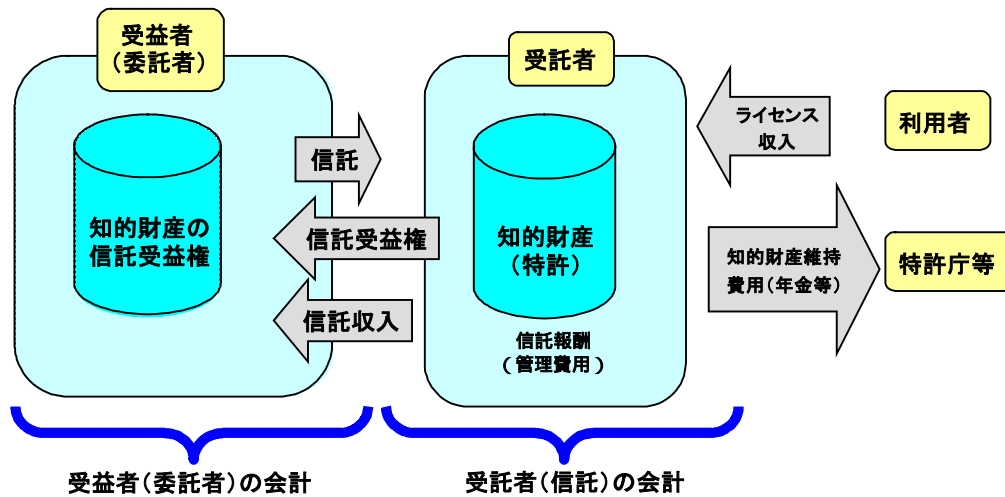 受益者
(委託者)
知的財産の
信託受益権
信託
信託受益権
信託収入
受託者
知的財産
(特許)
信託報酬
(管理費用)
ライセンス
収入
利用者
知的財産維持
費用(年金等)
特許庁等
受益者(委託者)の会計
受託者(信託)の会計